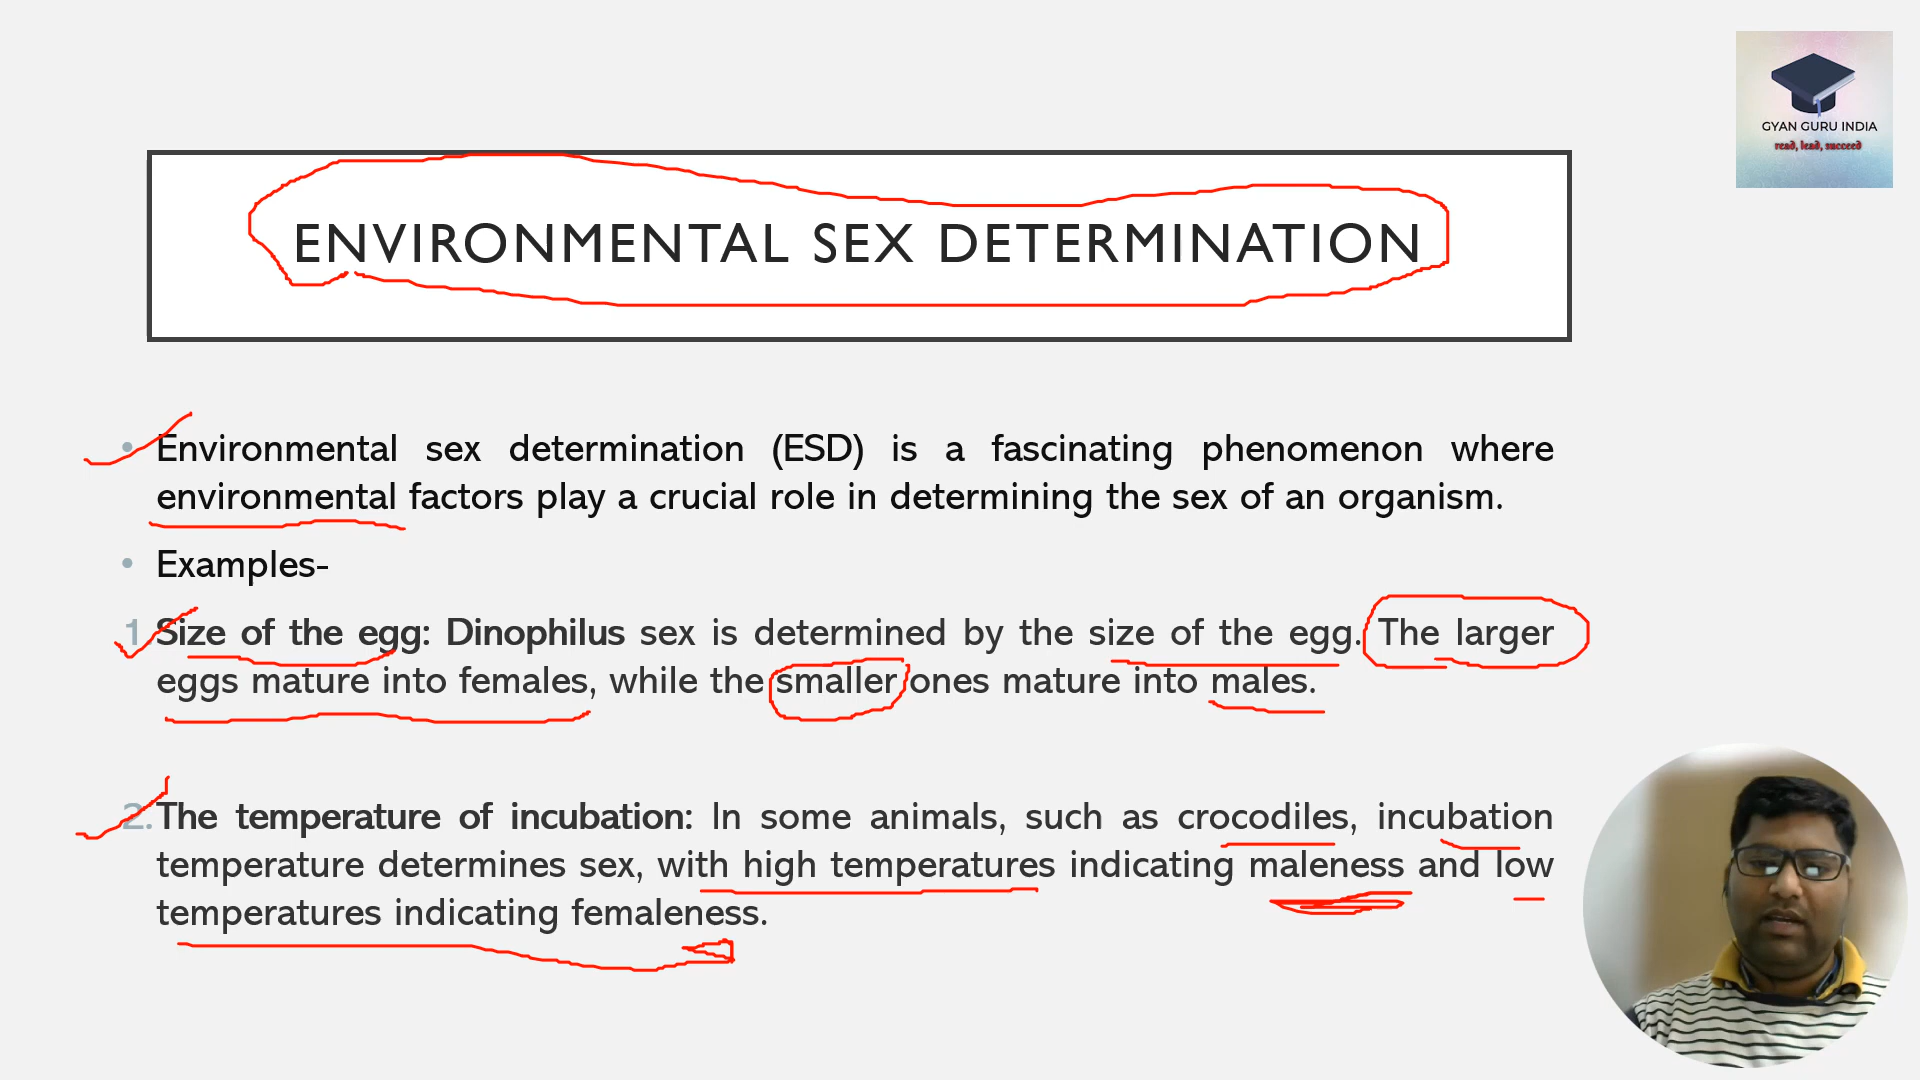 GYAN GURU INDIA
read, lead, succeed
ENVIRONMENTAL SEX DETERMINATION
• Environmental sex determination (ESD) is a fascinating phenomenon where
environmental factors play a crucial role in determining the sex of an organism.
• Examples-
1. Size of the egg: Dinophilus sex is determined by the size of the egg. The larger
eggs mature into females, while the smaller ones mature into males.
2. The temperature of incubation: In some animals, such as crocodiles, incubation
temperature determines sex, with high temperatures indicating maleness and low
temperatures indicating femaleness.